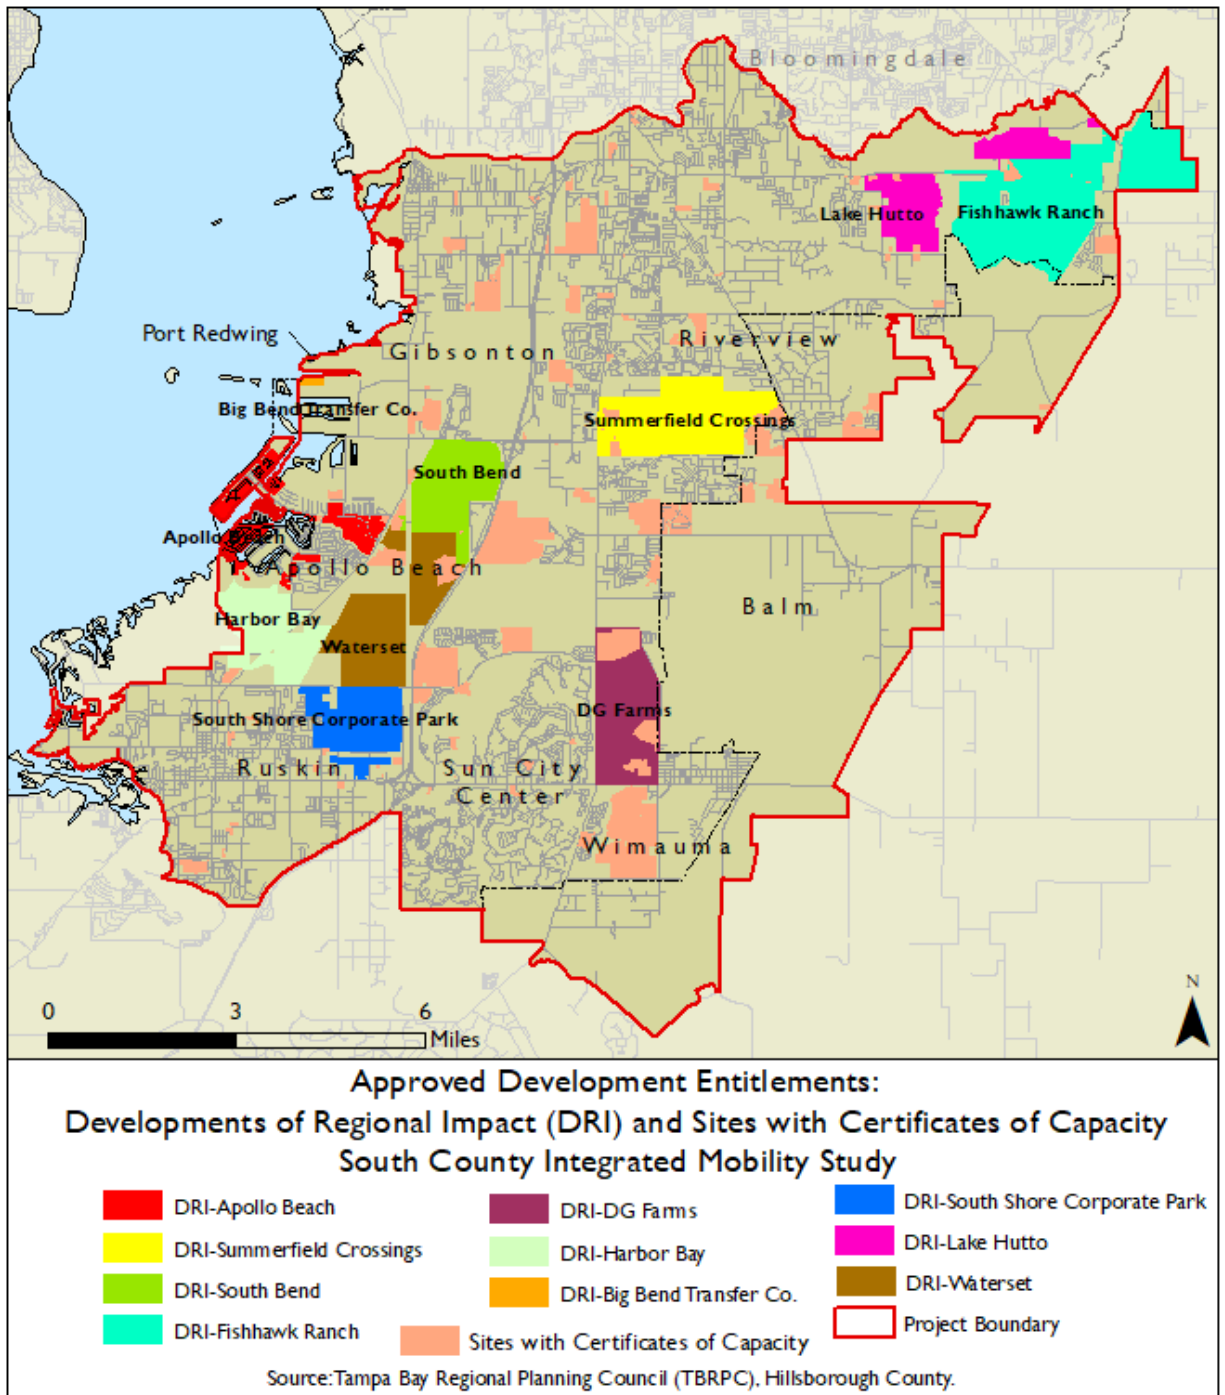 Bloomingdale
Lake Hutto
Fishhawk Ranch
Port Redwing
Gibsonton
Riverview
Big Bend Transfer Co.
Summerfield Crossings
South Bend
Apollo Beach
Apollo Beach
Balm
Harbor Bay
Waterset
DG Farms
South Shore Corporate Park
Ruskin
Sun City
Center
Wimauma
N
0 3 6
Miles
Approved Development Entitlements:
Developments of Regional Impact (DRI) and Sites with Certificates of Capacity
South County Integrated Mobility Study
DRI-Apollo Beach
DRI-Summerfield Crossings
DRI-South Bend
DRI-Fishhawk Ranch
DRI-DG Farms
DRI-Harbor Bay
DRI-Big Bend Transfer Co.
Sites with Certificates of Capacity
DRI-South Shore Corporate Park
DRI-Lake Hutto
DRI-Waterset
Project Boundary
Source:Tampa Bay Regional Planning Council (TBRPC), Hillsborough County.